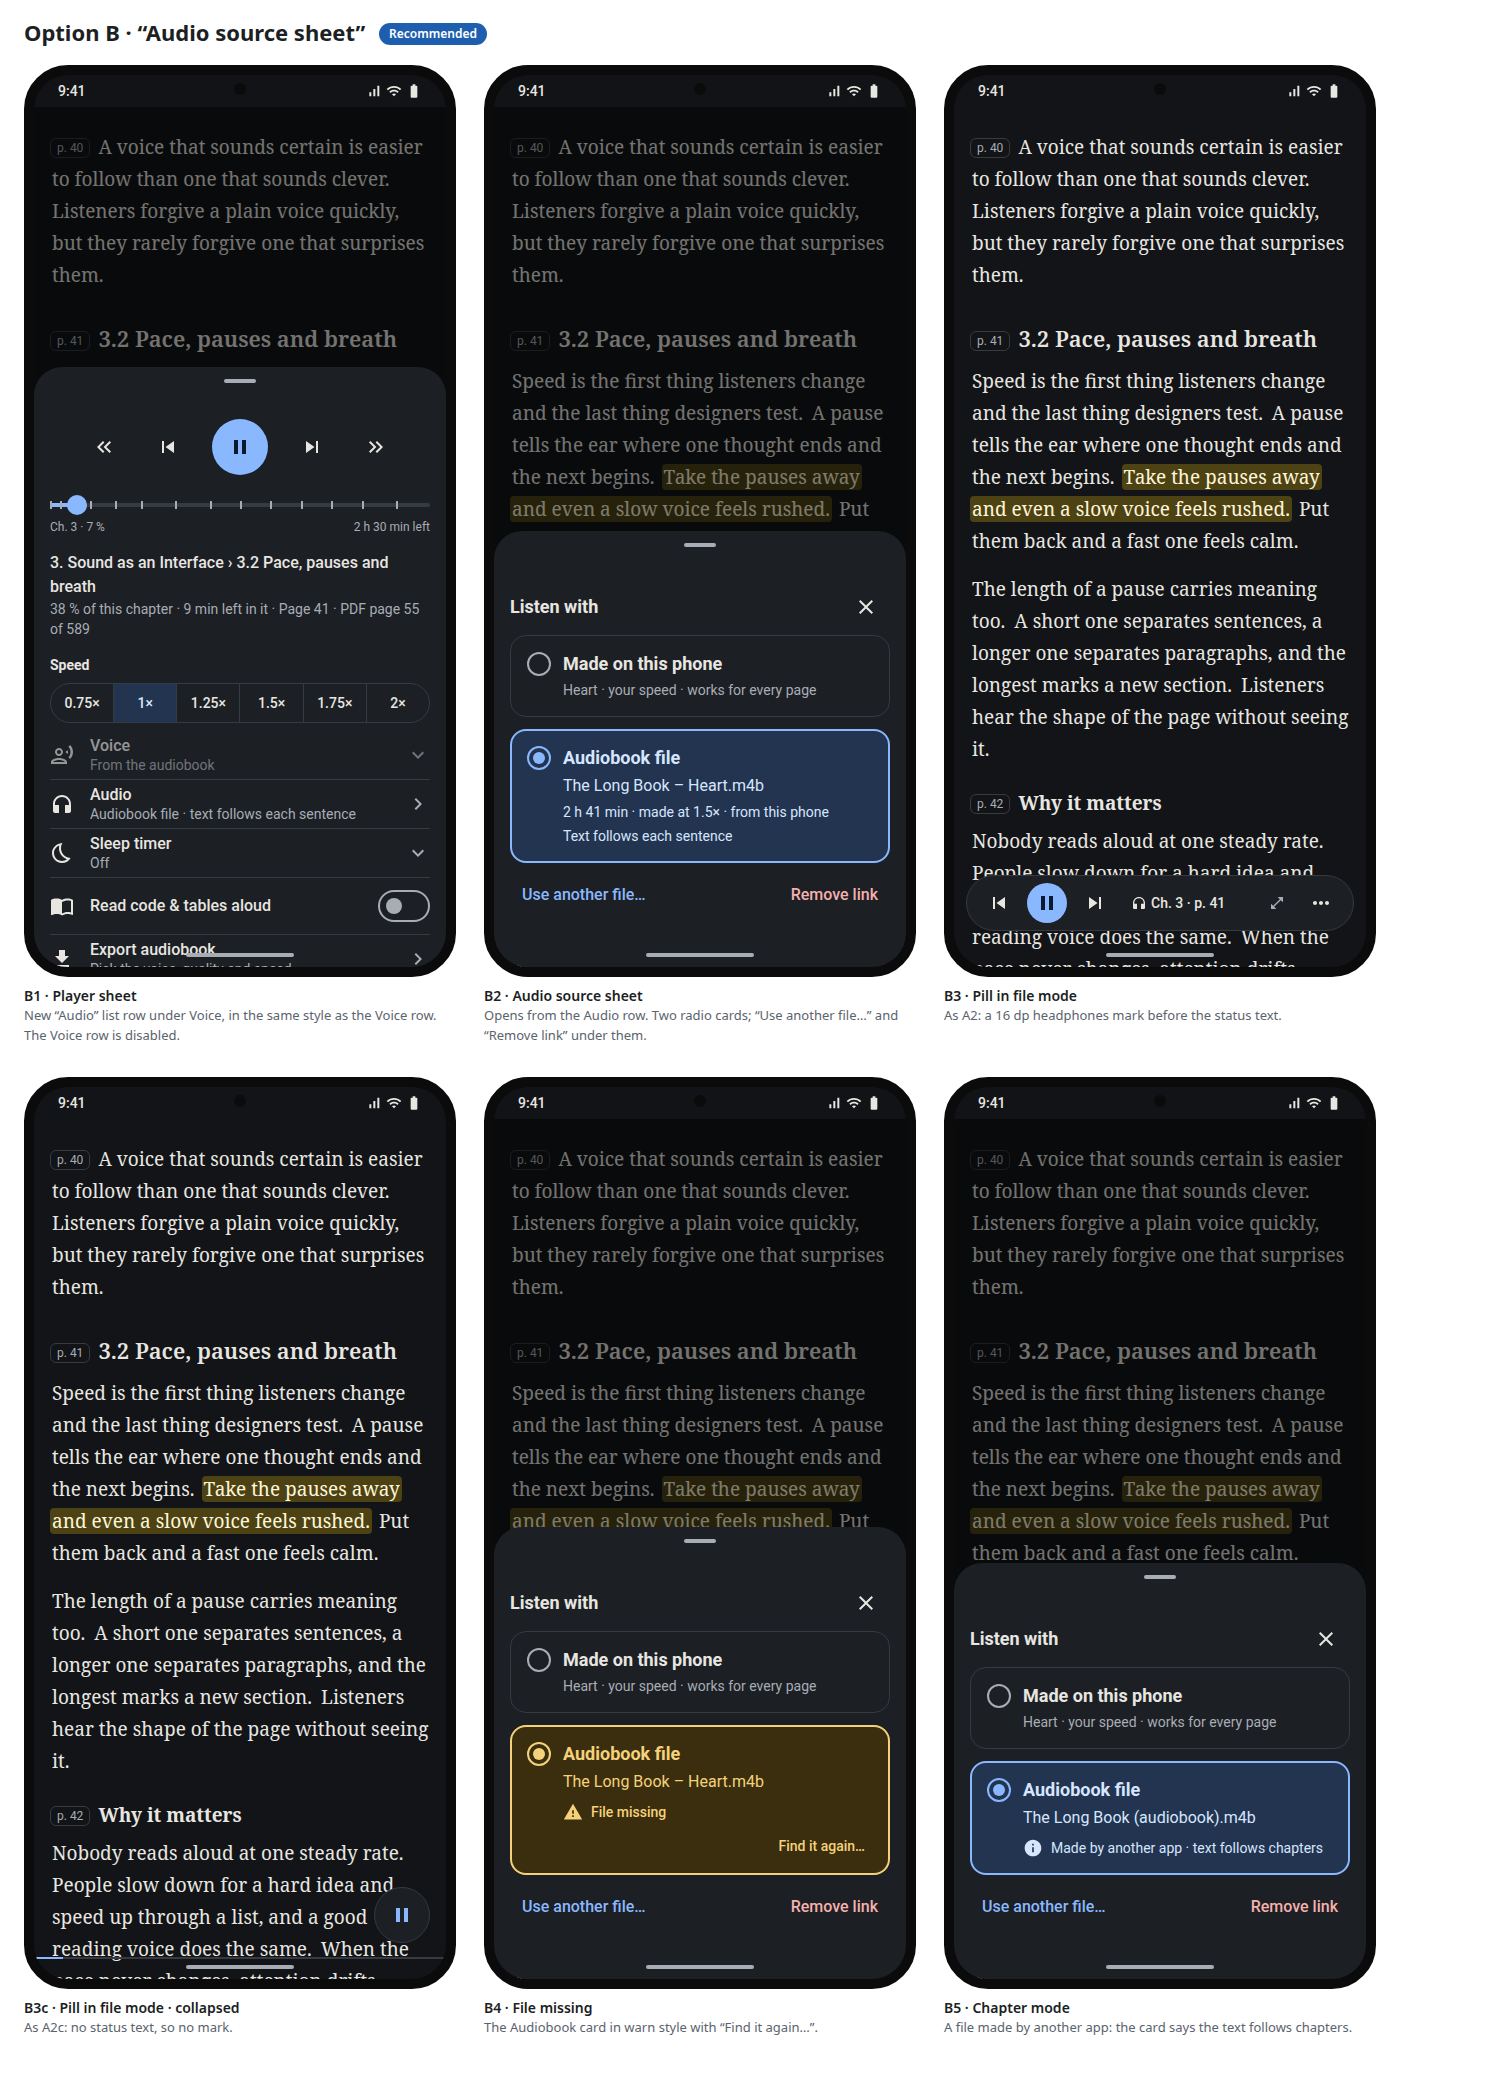 Option B · “Audio source sheet” Recommended
9:41
p. 40 A voice that sounds certain is easier
to follow than one that sounds clever.
Listeners forgive a plain voice quickly,
but they rarely forgive one that surprises
them.
p. 41 3.2 Pace, pauses and breath
Ch. 3 · 7 %
2 h 30 min left
3. Sound as an Interface › 3.2 Pace, pauses and
breath
38 % of this chapter · 9 min left in it · Page 41 · PDF page 55
of 589
Speed
0.75× 1× 1.25× 1.5× 1.75× 2×
Voice
From the audiobook
Audio
Audiobook file · text follows each sentence
Sleep timer
Off
Read code & tables aloud
Export audiobook
B1 · Player sheet
New “Audio” list row under Voice, in the same style as the Voice row.
The Voice row is disabled.
9:41
p. 40 A voice that sounds certain is easier
to follow than one that sounds clever.
Listeners forgive a plain voice quickly,
but they rarely forgive one that surprises
them.
p. 41 3.2 Pace, pauses and breath
Speed is the first thing listeners change
and the last thing designers test. A pause
tells the ear where one thought ends and
the next begins. Take the pauses away
and even a slow voice feels rushed. Put
Listen with
Made on this phone
Heart · your speed · works for every page
Audiobook file
The Long Book – Heart.m4b
2 h 41 min · made at 1.5× · from this phone
Text follows each sentence
Use another file… Remove link
B2 · Audio source sheet
Opens from the Audio row. Two radio cards; “Use another file…” and
“Remove link” under them.
9:41
p. 40 A voice that sounds certain is easier
to follow than one that sounds clever.
Listeners forgive a plain voice quickly,
but they rarely forgive one that surprises
them.
p. 41 3.2 Pace, pauses and breath
Speed is the first thing listeners change
and the last thing designers test. A pause
tells the ear where one thought ends and
the next begins. Take the pauses away
and even a slow voice feels rushed. Put
them back and a fast one feels calm.
The length of a pause carries meaning
too. A short one separates sentences, a
longer one separates paragraphs, and the
longest marks a new section. Listeners
hear the shape of the page without seeing
it.
p. 42 Why it matters
Nobody reads aloud at one steady rate.
People slow down for a hard idea and
Ch. 3 · p. 41
reading voice does the same. When the
B3 · Pill in file mode
As A2: a 16 dp headphones mark before the status text.
9:41
p. 40 A voice that sounds certain is easier
to follow than one that sounds clever.
Listeners forgive a plain voice quickly,
but they rarely forgive one that surprises
them.
p. 41 3.2 Pace, pauses and breath
Speed is the first thing listeners change
and the last thing designers test. A pause
tells the ear where one thought ends and
the next begins. Take the pauses away
and even a slow voice feels rushed. Put
them back and a fast one feels calm.
The length of a pause carries meaning
too. A short one separates sentences, a
longer one separates paragraphs, and the
longest marks a new section. Listeners
hear the shape of the page without seeing
it.
p. 42 Why it matters
Nobody reads aloud at one steady rate.
People slow down for a hard idea and
speed up through a list, and a good
reading voice does the same. When the
B3c · Pill in file mode · collapsed
As A2c: no status text, so no mark.
9:41
p. 40 A voice that sounds certain is easier
to follow than one that sounds clever.
Listeners forgive a plain voice quickly,
but they rarely forgive one that surprises
them.
p. 41 3.2 Pace, pauses and breath
Speed is the first thing listeners change
and the last thing designers test. A pause
tells the ear where one thought ends and
the next begins. Take the pauses away
and even a slow voice feels rushed. Put
Listen with
Made on this phone
Heart · your speed · works for every page
Audiobook file
The Long Book – Heart.m4b
File missing
Find it again…
Use another file… Remove link
B4 · File missing
The Audiobook card in warn style with “Find it again…”.
9:41
p. 40 A voice that sounds certain is easier
to follow than one that sounds clever.
Listeners forgive a plain voice quickly,
but they rarely forgive one that surprises
them.
p. 41 3.2 Pace, pauses and breath
Speed is the first thing listeners change
and the last thing designers test. A pause
tells the ear where one thought ends and
the next begins. Take the pauses away
and even a slow voice feels rushed. Put
them back and a fast one feels calm.
Listen with
Made on this phone
Heart · your speed · works for every page
Audiobook file
The Long Book (audiobook).m4b
Made by another app · text follows chapters
Use another file… Remove link
B5 · Chapter mode
A file made by another app: the card says the text follows chapters.